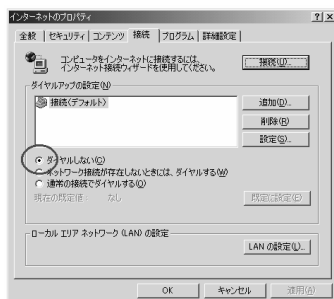 インターネットのプロパティ
? ×
全般 セキュリティ コンテンツ 接続 プログラム 詳細設定
コンピュータをインターネットに接続するには、
インターネット接続ウィザードを使用してください。
接続(U)...
ダイヤルアップの設定(N)
接続 (デフォルト)
追加(D)...
削除(R)
設定(S)...
ダイヤルしない(C)
ネットワーク接続が存在しないときには、ダイヤルする(W)
通常の接続でダイヤルする(O)
現在の既定値: なし
既定に設定(E)
ローカル エリア ネットワーク (LAN) の設定
LAN の設定(L)...
OK キャンセル 適用(A)